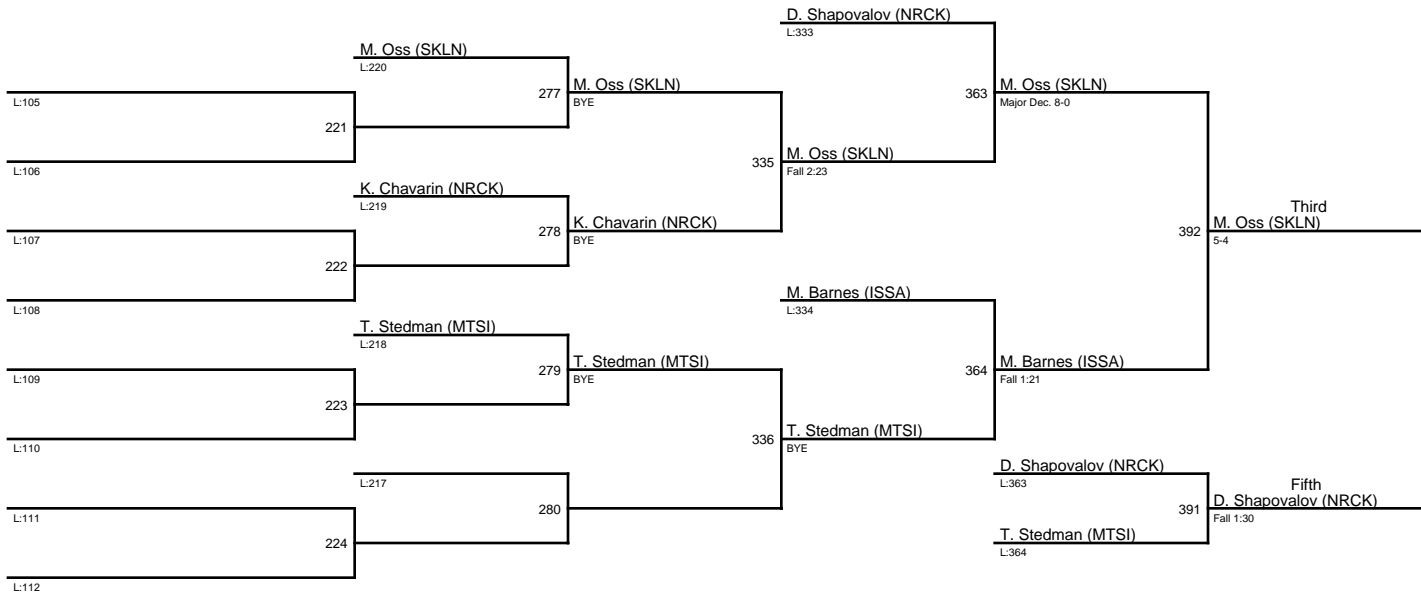 D. Shapovalov (NRCK)
L:333
M. Oss (SKLN)
L:220
277
M. Oss (SKLN)
BYE
363
M. Oss (SKLN)
Major Dec. 8-0
L:105
221
L:106
335
M. Oss (SKLN)
Fall 2:23
K. Chavarin (NRCK)
L:219
278
K. Chavarin (NRCK)
BYE
392
Third
M. Oss (SKLN)
5-4
L:107
222
L:108
M. Barnes (ISSA)
L:334
T. Stedman (MTSI)
L:218
279
T. Stedman (MTSI)
BYE
364
M. Barnes (ISSA)
Fall 1:21
L:109
223
L:110
336
T. Stedman (MTSI)
BYE
L:217
280
D. Shapovalov (NRCK)
L:363
391
Fifth
D. Shapovalov (NRCK)
Fall 1:30
L:111
224
L:112
T. Stedman (MTSI)
L:364